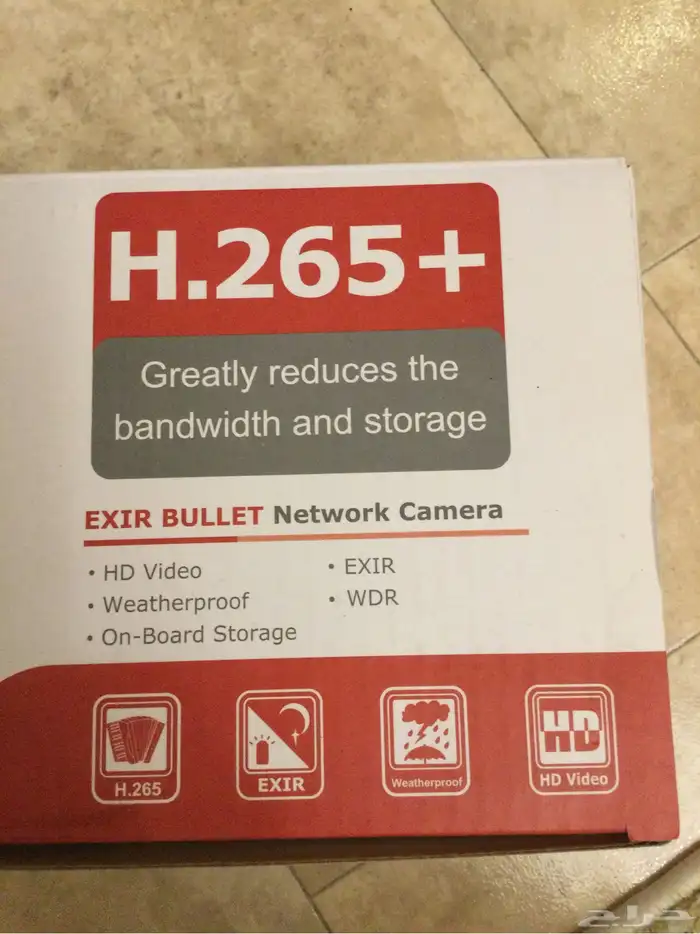 H.265+
Greatly reduces the
bandwidth and storage
EXIR BULLET Network Camera
• HD Video
• Weatherproof
• On-Board Storage
• EXIR
• WDR
H.265
EXIR
Weatherproof
HD
HD Video
حراج